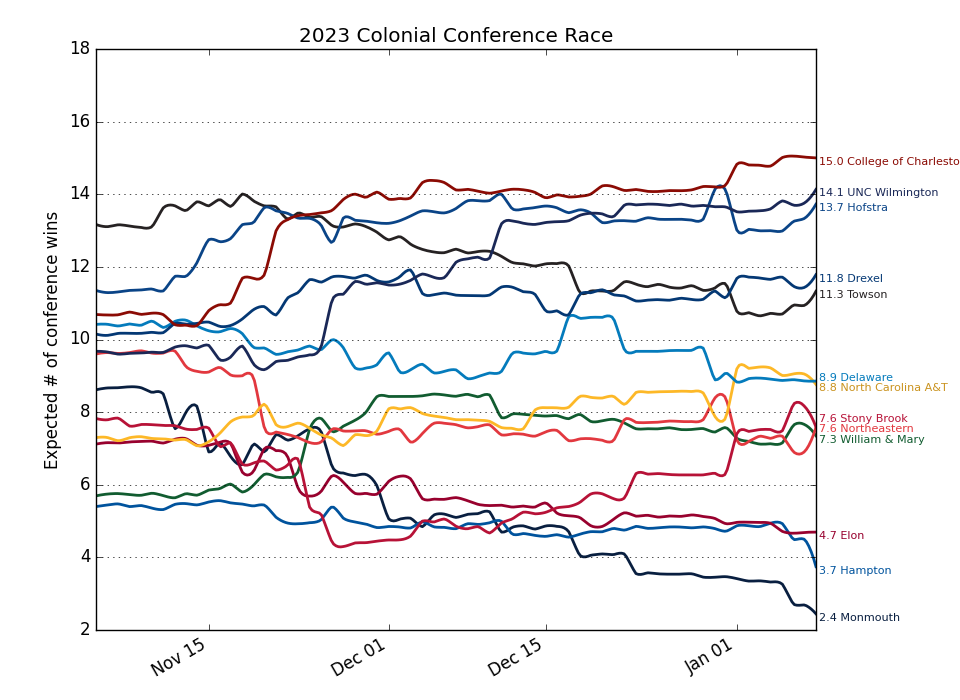 2023 Colonial Conference Race
Expected # of conference wins
18
16
14
12
10
8
6
4
2
Nov 15
Dec 01
Dec 15
Jan 01
15.0 College of Charlesto
14.1 UNC Wilmington
13.7 Hofstra
11.8 Drexel
11.3 Towson
8.9 Delaware
8.8 North Carolina A&T
7.6 Stony Brook
7.6 Northeastern
7.3 William & Mary
4.7 Elon
3.7 Hampton
2.4 Monmouth